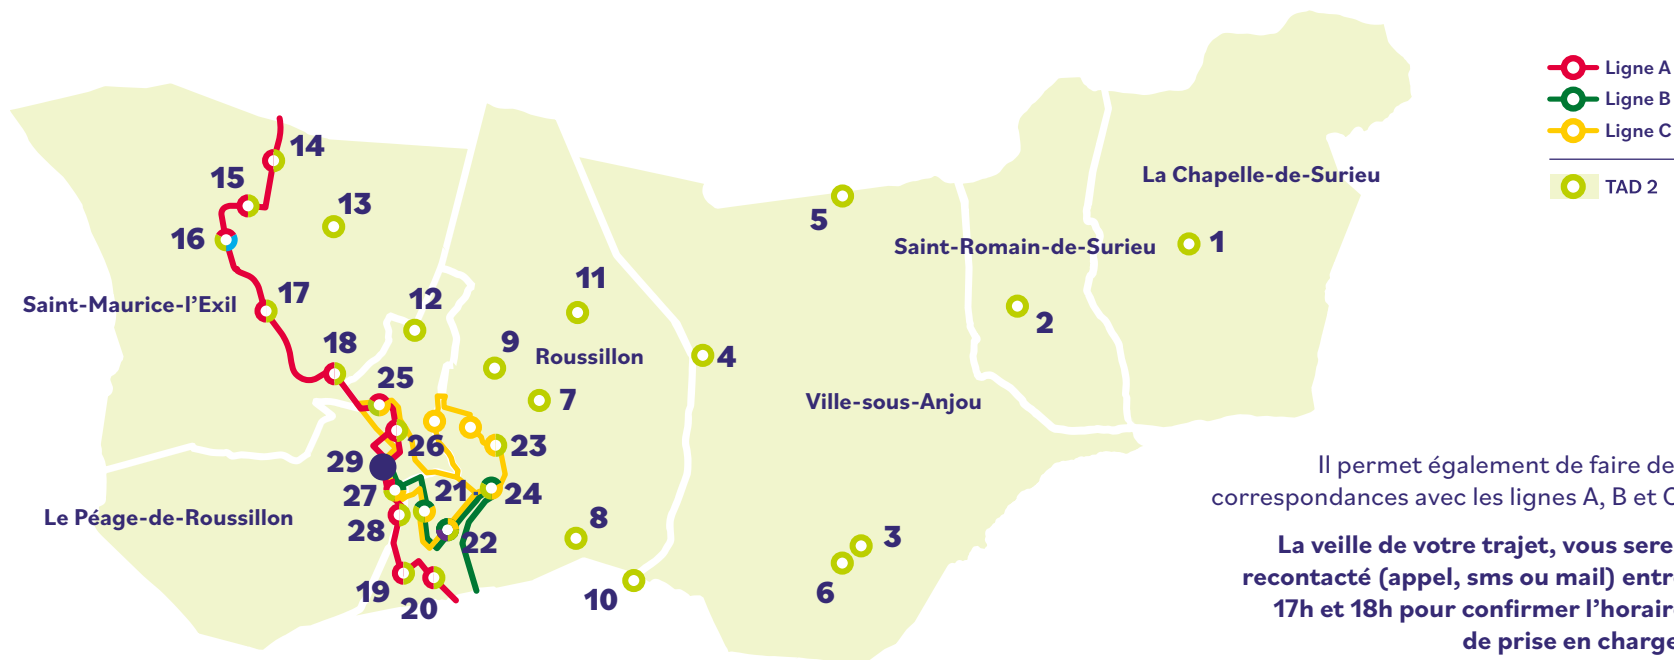 Ligne A
Ligne B
Ligne C
TAD 2
14
15
13
16
17
Saint-Maurice-l'Exil
12
18
25
11
9
Roussillon
7
4
5
La Chapelle-de-Surieu
Saint-Romain-de-Surieu
1
2
Ville-sous-Anjou
26
23
29
27
21
24
28
22
Le Péage-de-Roussillon
8
3
6
10
19
20
Il permet également de faire de
correspondances avec les lignes A, B et C
La veille de votre trajet, vous sere
recontacté (appel, sms ou mail) entr
17h et 18h pour confirmer l'horair
de prise en charge